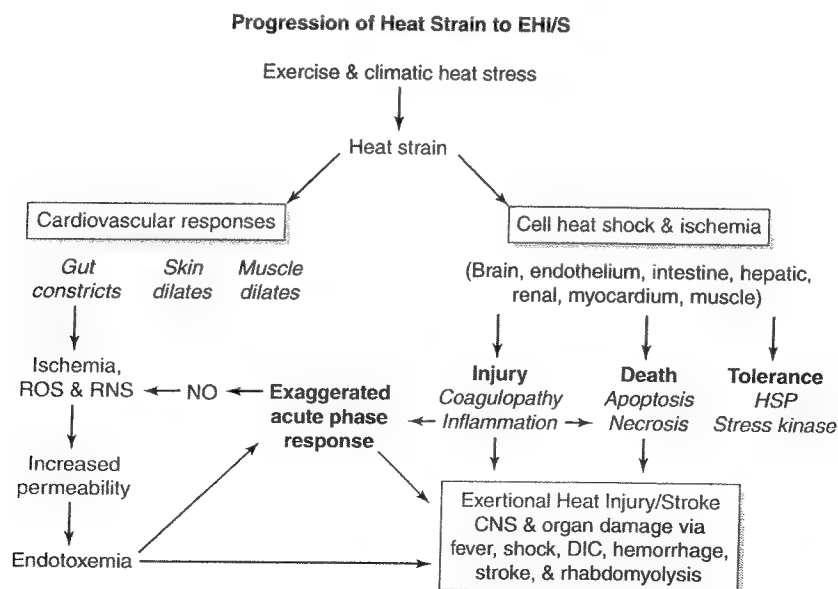 Progression of Heat Strain to EHI/S
Exercise & climatic heat stress
Heat strain
Cardiovascular responses
Cell heat shock & ischemia
Gut
constricts
Skin
dilates
Muscle
dilates
(Brain, endothelium, intestine, hepatic,
renal, myocardium, muscle)
Ischemia,
ROS & RNS
NO
Exaggerated
acute phase
response
Injury
Coagulopathy
Inflammation
Death
Apoptosis
Necrosis
Tolerance
HSP
Stress kinase
Increased
permeability
Endotoxemia
Exertional Heat Injury/Stroke
CNS & organ damage via
fever, shock, DIC, hemorrhage,
stroke, & rhabdomyolysis